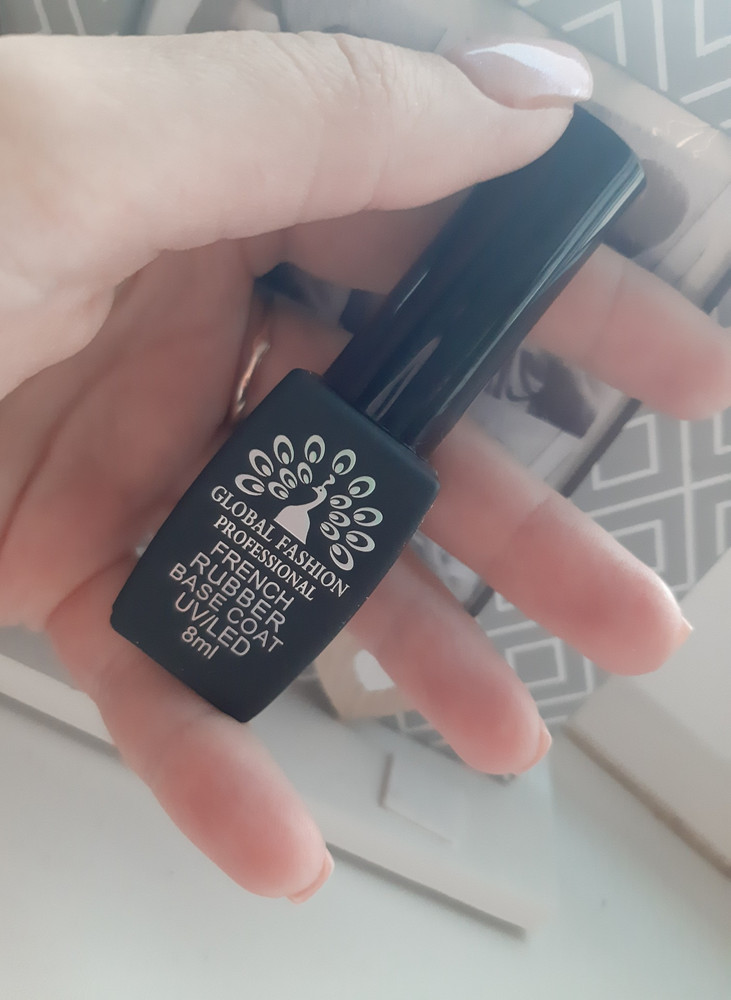 GLOBAL FASHION
PROFESSIONAL
FRENCH
RUBBER
BASE COAT
UV/LED
8ml